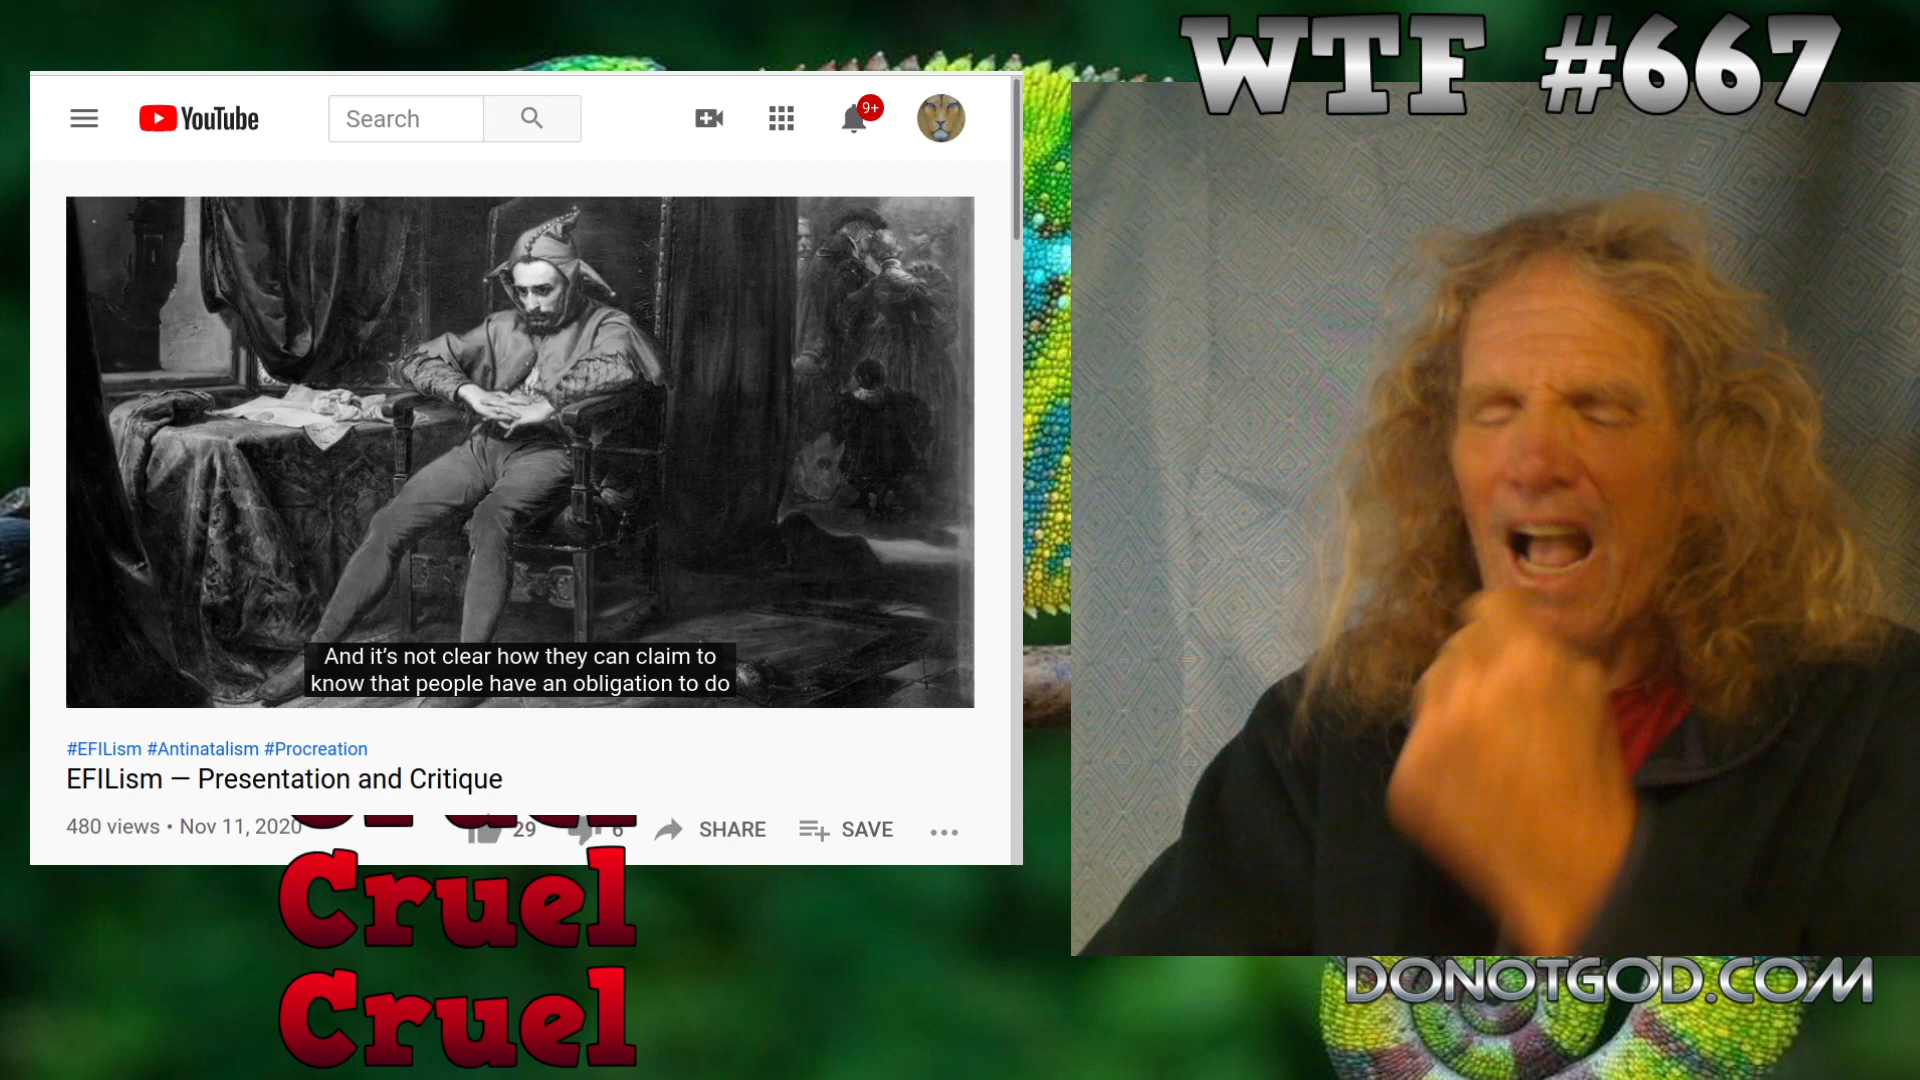 WTF #667
YouTube
Search
9+
And it's not clear how they can claim to
know that people have an obligation to do
#EFILism #Antinatalism #Procreation
EFILism — Presentation and Critique
480 views • Nov 11, 2020
29
6
SHARE
SAVE
Cruel
Cruel
DONOTGOD.COM